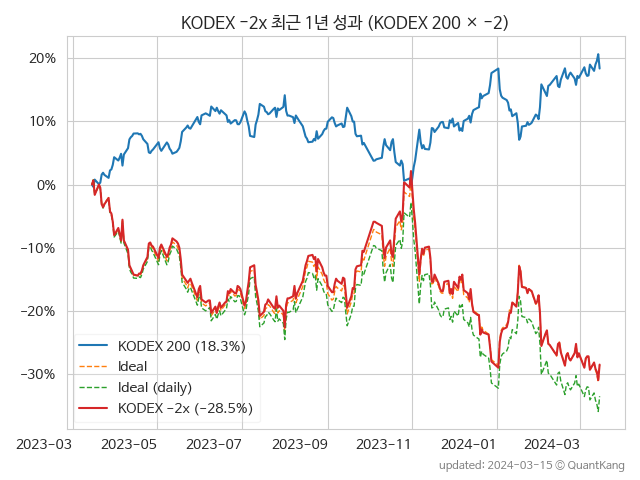 KODEX −2x 최근 1년 성과 (KODEX 200 × −2)
20%
10%
0%
−10%
−20%
−30%
KODEX 200 (18.3%)
Ideal
Ideal (daily)
KODEX −2x (−28.5%)
2023−03 2023−05 2023−07 2023−09 2023−11 2024−01 2024−03
updated: 2024−03−15 © QuantKang